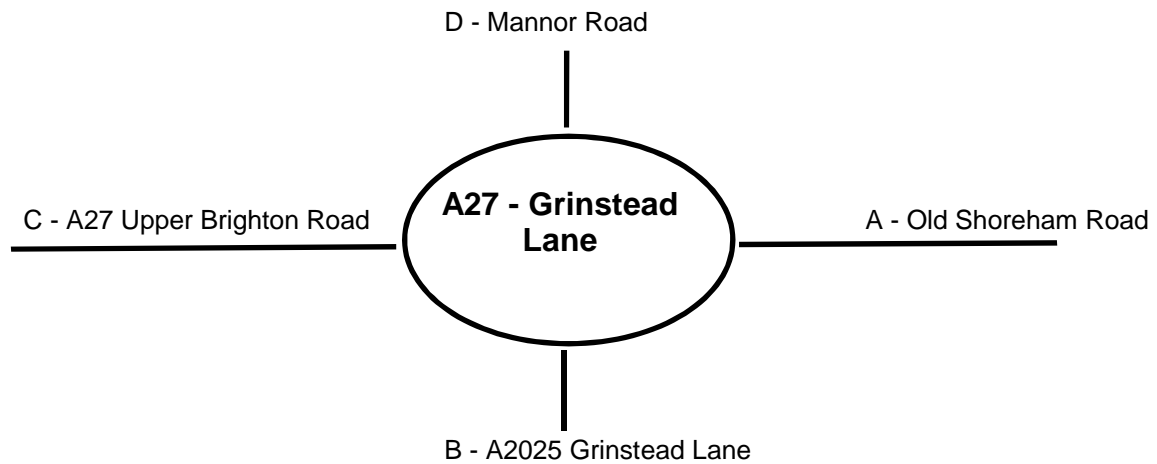 D - Mannor Road
A27 - Grinstead
Lane
C - A27 Upper Brighton Road
A - Old Shoreham Road
B - A2025 Grinstead Lane